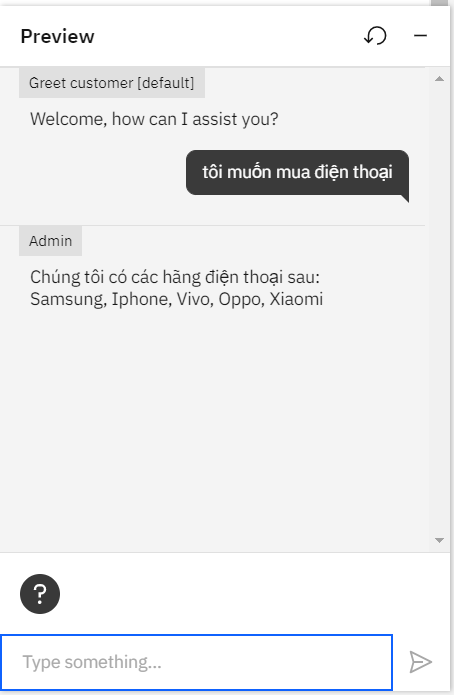 Preview
Greet customer [default]
Welcome, how can I assist you?
tôi muốn mua điện thoại
Admin
Chúng tôi có các hãng điện thoại sau:
Samsung, Iphone, Vivo, Oppo, Xiaomi
?
Type something...